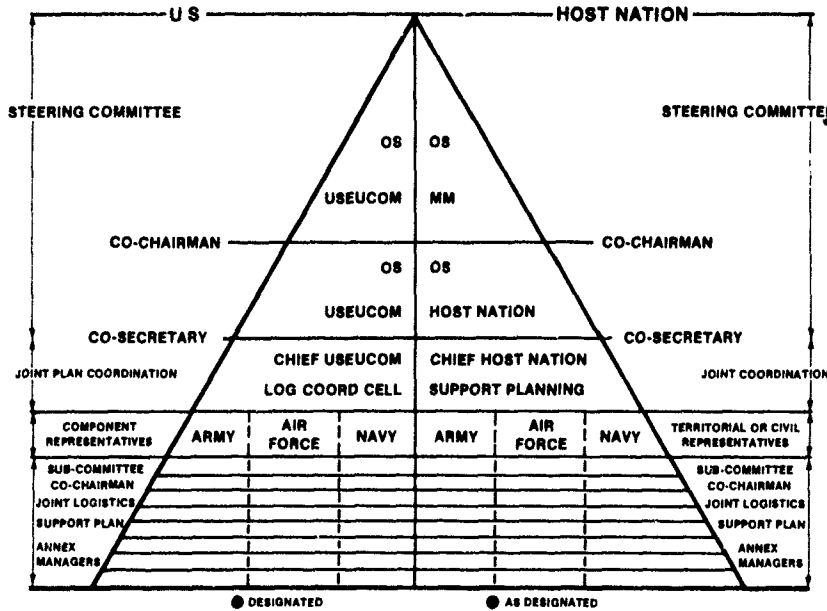 US
HOST NATION
STEERING COMMITTEE
STEERING COMMITTEE
OS OS
USEUCOM MM
CO-CHAIRMAN CO-CHAIRMAN
OS OS
USEUCOM HOST NATION
CO-SECRETARY CO-SECRETARY
JOINT PLAN COORDINATION
CHIEF USEUCOM
LOG COORD CELL
CHIEF HOST NATION
SUPPORT PLANNING
JOINT COORDINATION
COMPONENT
REPRESENTATIVES
ARMY
AIR
FORCE
NAVY
ARMY
AIR
FORCE
NAVY
TERRITORIAL OR CIVIL
REPRESENTATIVES
SUB-COMMITTEE
CO-CHAIRMAN
JOINT LOGISTICS
SUPPORT PLAN
ANNEX
MANAGERS
SUB-COMMITTEE
CO-CHAIRMAN
JOINT LOGISTICS
SUPPORT PLAN
ANNEX
MANAGERS
● DESIGNATED
● AS DESIGNATED